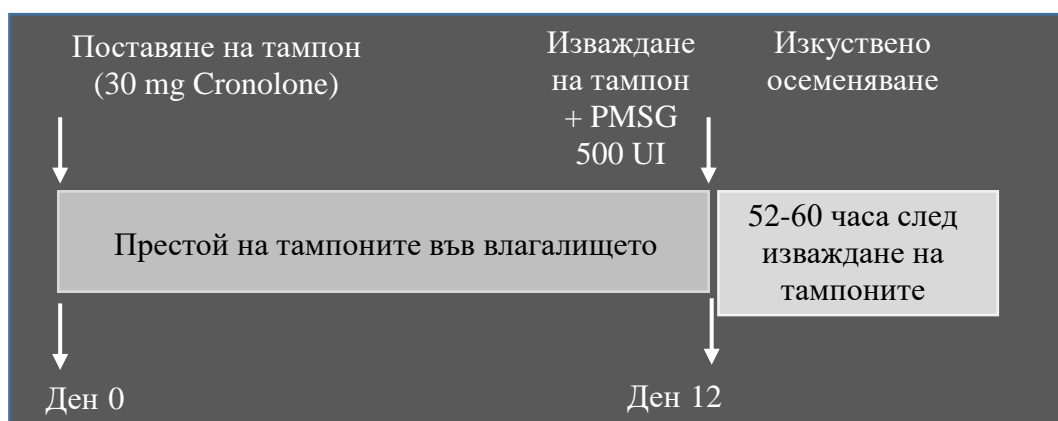 Поставяне на тампон
(30 mg Cronolone)
Изваждане
на тампон
+ PMSG
500 UI
Изкуствено
осеменяване
Престой на тампоните във влагалището
52-60 часа след
изваждане на
тампоните
Ден 0
Ден 12